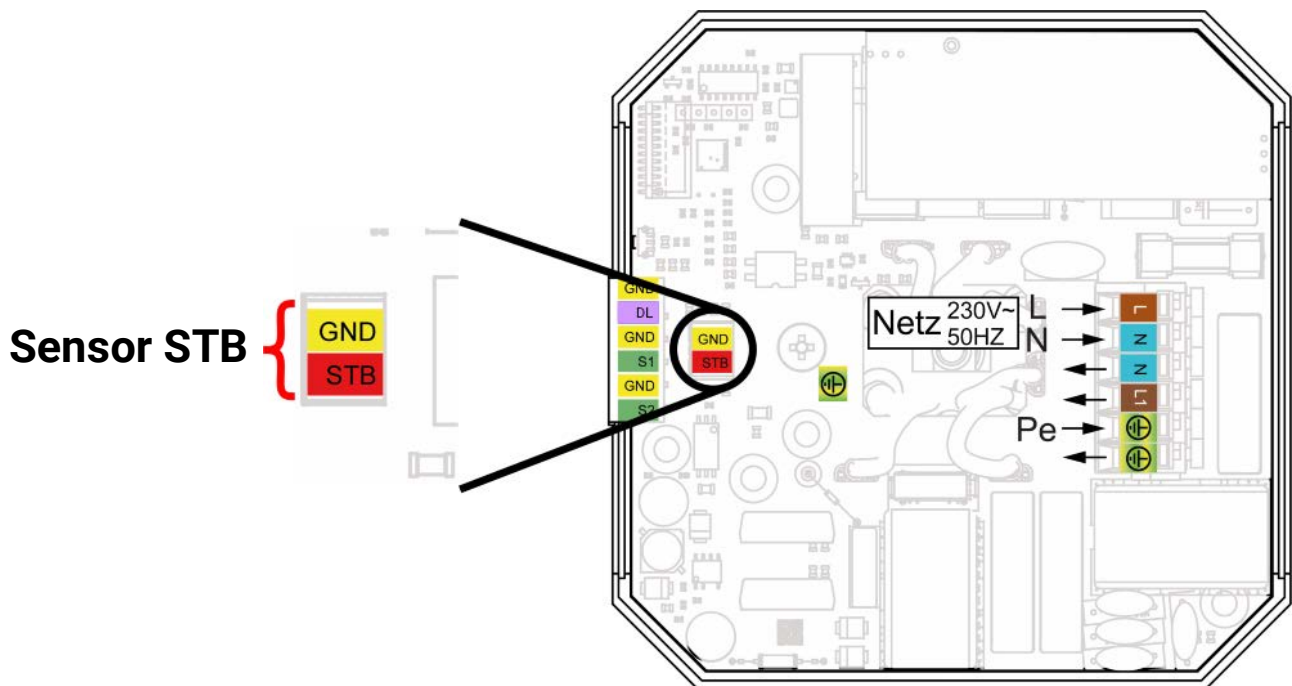 Sensor STB
GND
STB
GND
DL
GND
S1
GND
S2
GND
STB
Netz 230V~
50HZ
L
N
Pe
L
N
N
L1